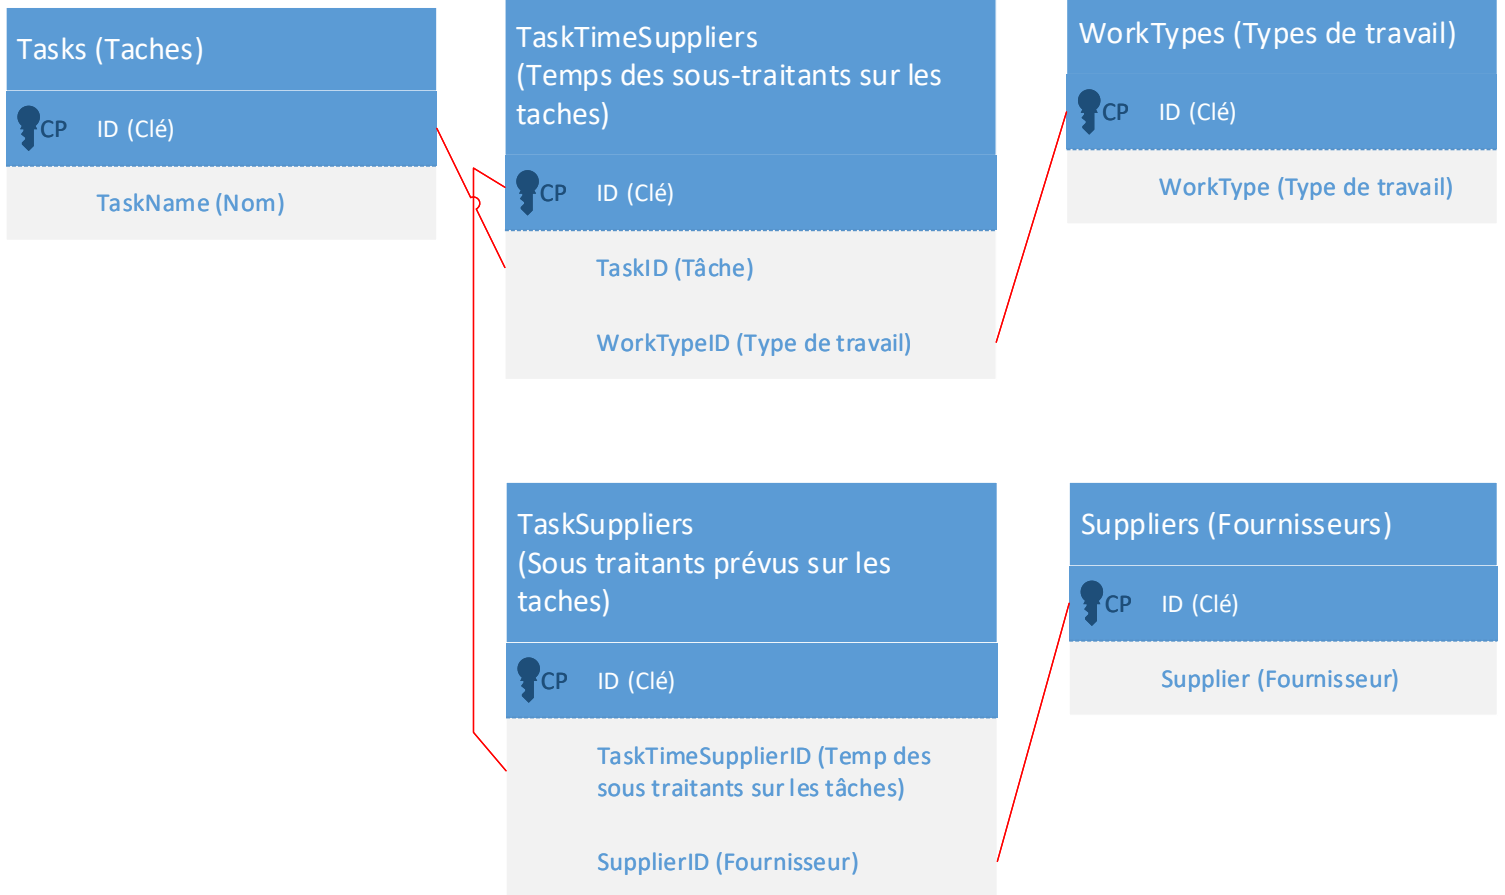 Tasks (Taches)
CP ID (Clé)
TaskName (Nom)
TaskTimeSuppliers
(Temps des sous-traitants sur les
taches)
CP ID (Clé)
TaskID (Tâche)
WorkTypeID (Type de travail)
WorkTypes (Types de travail)
CP ID (Clé)
WorkType (Type de travail)
TaskSuppliers
(Sous traitants prévus sur les
taches)
CP ID (Clé)
TaskTimeSupplierID (Temp des
sous traitants sur les tâches)
SupplierID (Fournisseur)
Suppliers (Fournisseurs)
CP ID (Clé)
Supplier (Fournisseur)